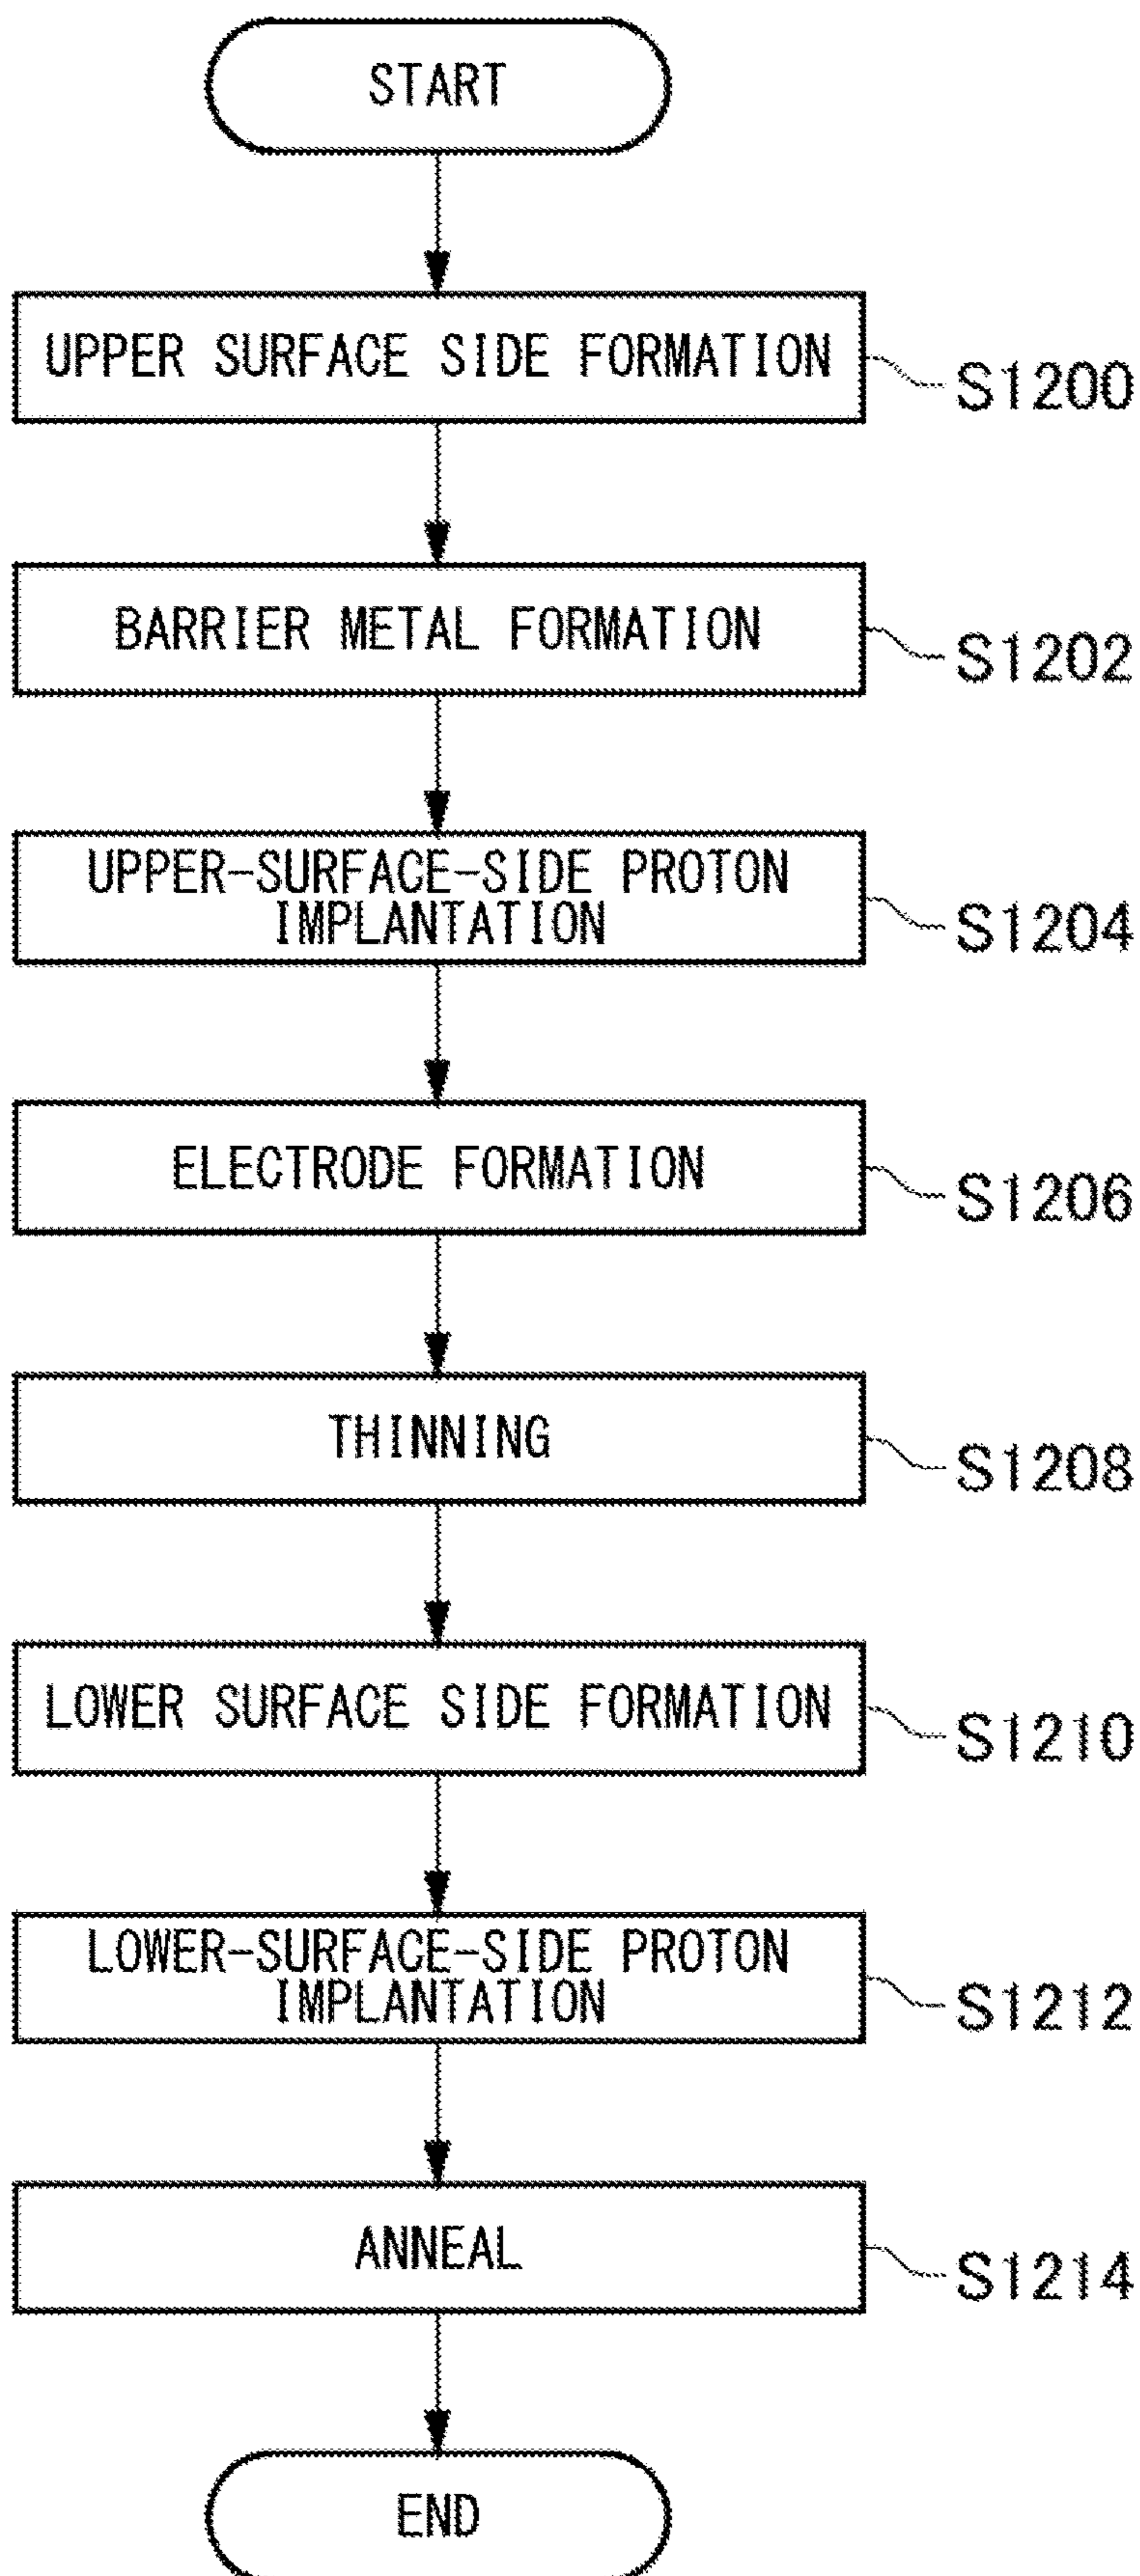 START
UPPER SURFACE SIDE FORMATION
S1200
BARRIER METAL FORMATION
S1202
UPPER-SURFACE-SIDE PROTON
IMPLANTATION
S1204
ELECTRODE FORMATION
S1206
THINNING
S1208
LOWER SURFACE SIDE FORMATION
S1210
LOWER-SURFACE-SIDE PROTON
IMPLANTATION
S1212
ANNEAL
S1214
END